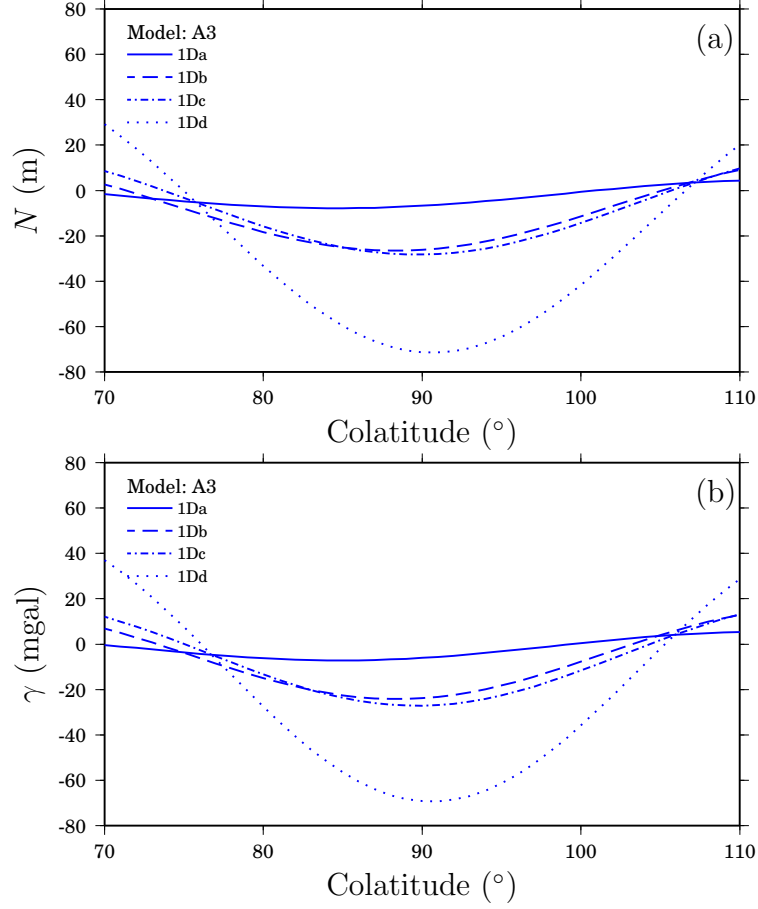 80
Model: A3
(a)
1Da
60
1Db
1Dc
40
1Dd
20
0
-20
-40
-60
-80
N (m)
70 80 90 100 110
Colatitude (°)
80
Model: A3
(b)
1Da
60
1Db
1Dc
40
1Dd
20
0
-20
-40
-60
-80
γ (mgal)
70 80 90 100 110
Colatitude (°)